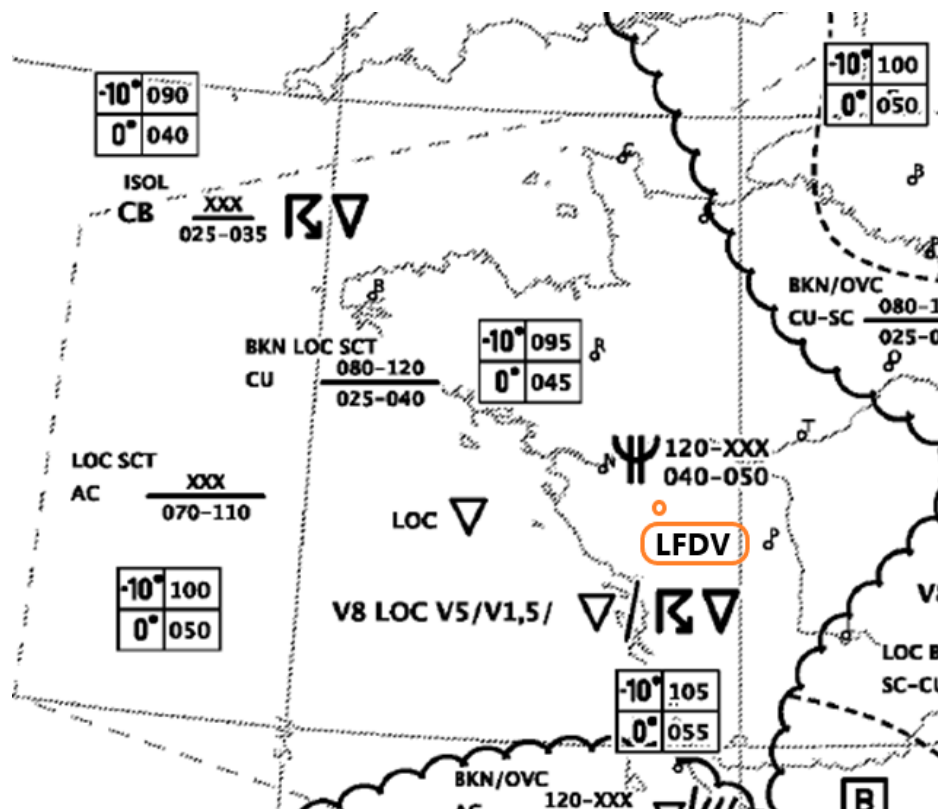 -10° 090
0° 040
-10° 100
0° 050
C
B
ISOL
CB XXX
025-035
B
BKN/OVC
CU-SC 080-1
025-0
BKN LOC SCT
CU 080-120
025-040
-10° 095
0° 045
R
O
T
LOC SCT
AC XXX
070-110
N
120-XXX
040-050
LOC
LFDV
P
-10° 100
0° 050
V8 LOC V5/V1,5/
V8
LOC B
SC-CU
-10° 105
0° 055
BKN/OVC
AC 120-XXX
B